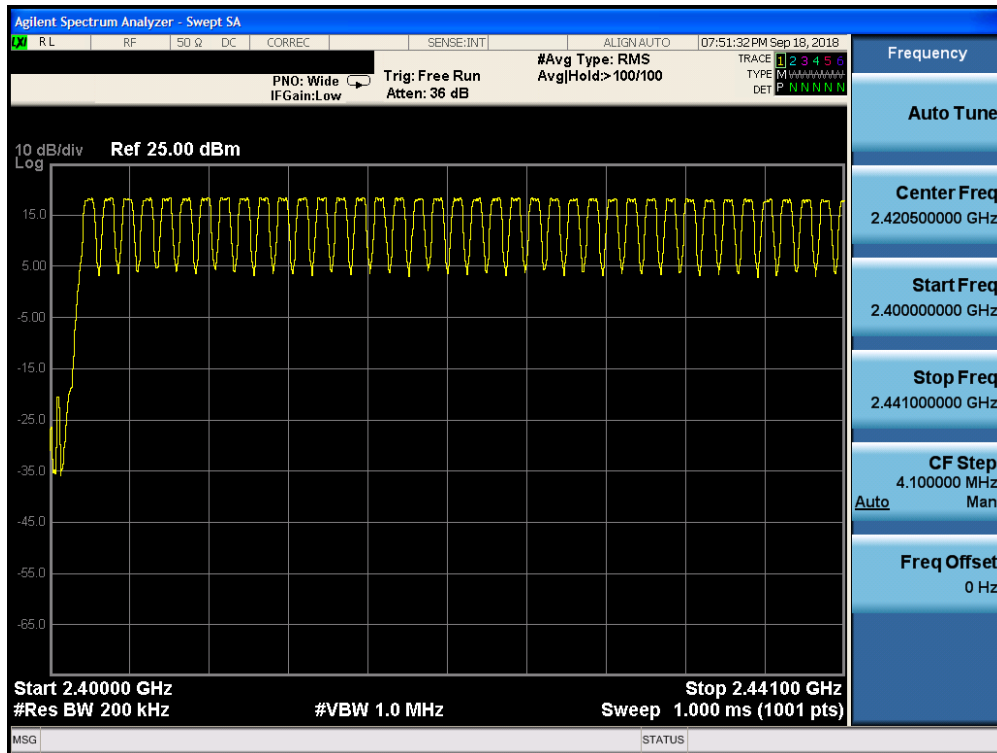 Agilent Spectrum Analyzer - Swept SA
LXI RL RF 50 Ω DC CORREC SENSE:INT ALIGN AUTO 07:51:32 PM Sep 18, 2018
Frequency
#Avg Type: RMS
TRACE 1 2 3 4 5 6
PNO: Wide
Trig: Free Run
Avg|Hold:>100/100
TYPE M
IFGain:Low
Atten: 36 dB
DET P N N N N N
Auto Tune
10 dB/div Ref 25.00 dBm
Log
15.0
5.00
-5.00
-15.0
-25.0
-35.0
-45.0
-55.0
-65.0
Center Freq
2.420500000 GHz
Start Freq
2.400000000 GHz
Stop Freq
2.441000000 GHz
CF Step
4.100000 MHz
Auto Man
Freq Offset
0 Hz
Start 2.40000 GHz Stop 2.44100 GHz
#Res BW 200 kHz #VBW 1.0 MHz Sweep 1.000 ms (1001 pts)
MSG STATUS